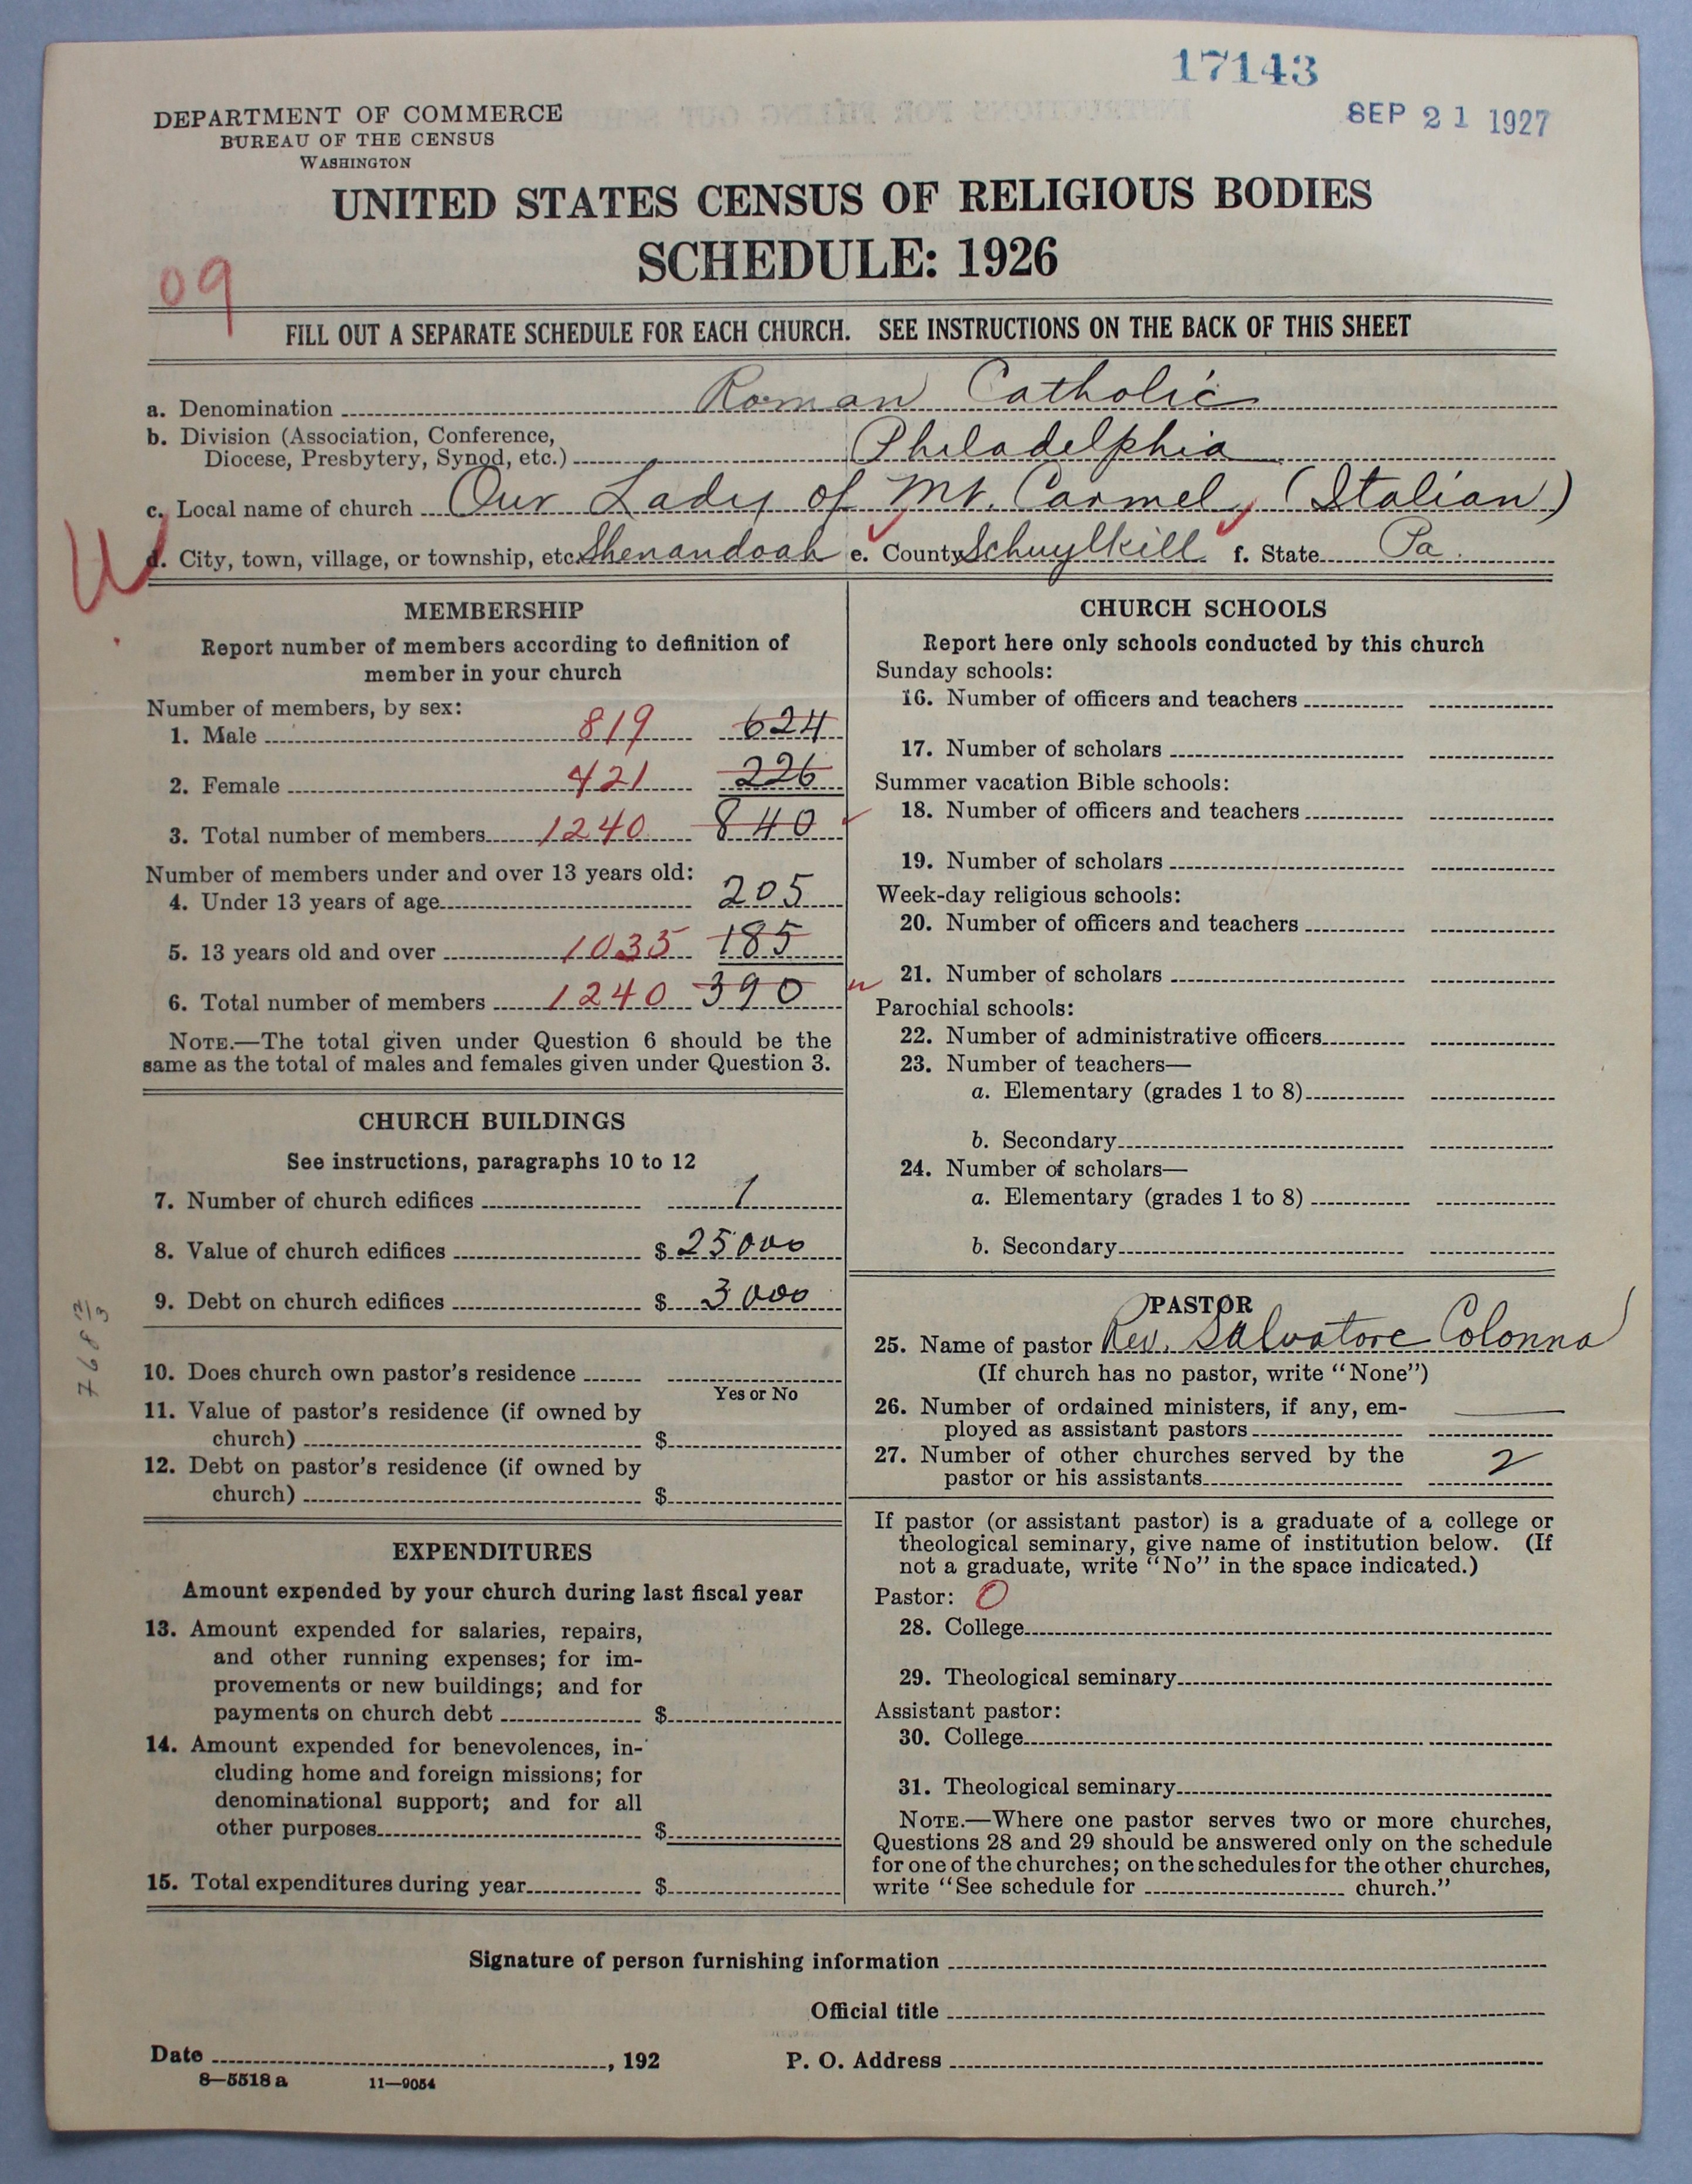 17143
SEP 21 1927
DEPARTMENT OF COMMERCE
BUREAU OF THE CENSUS
WASHINGTON
UNITED STATES CENSUS OF RELIGIOUS BODIES
SCHEDULE: 1926
09
FILL OUT A SEPARATE SCHEDULE FOR EACH CHURCH. SEE INSTRUCTIONS ON THE BACK OF THIS SHEET
a. Denomination Roman Catholic
b. Division (Association, Conference,
Diocese, Presbytery, Synod, etc.) Philadelphia
c. Local name of church Our Lady of Mt. Carmel, (Italian)
d. City, town, village, or township, etc. Shenandoah e. County Schuylkill f. State Pa.
MEMBERSHIP
Report number of members according to definition of
member in your church
Number of members, by sex:
1. Male 819 624
2. Female 421 226
3. Total number of members 1240 840
Number of members under and over 13 years old:
4. Under 13 years of age 205
5. 13 years old and over 1035 185
6. Total number of members 1240 390
NOTE.—The total given under Question 6 should be the
same as the total of males and females given under Question 3.
CHURCH BUILDINGS
See instructions, paragraphs 10 to 12
7. Number of church edifices 1
8. Value of church edifices $ 25000
9. Debt on church edifices $ 3000
10. Does church own pastor's residence
Yes or No
11. Value of pastor's residence (if owned by
church) $
12. Debt on pastor's residence (if owned by
church) $
EXPENDITURES
Amount expended by your church during last fiscal year
13. Amount expended for salaries, repairs,
and other running expenses; for im-
provements or new buildings; and for
payments on church debt $
14. Amount expended for benevolences, in-
cluding home and foreign missions; for
denominational support; and for all
other purposes $
15. Total expenditures during year $
CHURCH SCHOOLS
Report here only schools conducted by this church
Sunday schools:
16. Number of officers and teachers
17. Number of scholars
Summer vacation Bible schools:
18. Number of officers and teachers
19. Number of scholars
Week-day religious schools:
20. Number of officers and teachers
21. Number of scholars
Parochial schools:
22. Number of administrative officers
23. Number of teachers—
a. Elementary (grades 1 to 8)
b. Secondary
24. Number of scholars—
a. Elementary (grades 1 to 8)
b. Secondary
PASTOR
25. Name of pastor Rev. Salvatore Colonna
(If church has no pastor, write "None")
26. Number of ordained ministers, if any, em-
ployed as assistant pastors
27. Number of other churches served by the
pastor or his assistants 2
If pastor (or assistant pastor) is a graduate of a college or
theological seminary, give name of institution below. (If
not a graduate, write "No" in the space indicated.)
Pastor: O
28. College
29. Theological seminary
Assistant pastor:
30. College
31. Theological seminary
NOTE.—Where one pastor serves two or more churches,
Questions 28 and 29 should be answered only on the schedule
for one of the churches; on the schedules for the other churches,
write "See schedule for church."
Signature of person furnishing information
Official title
Date , 192 P. O. Address
8—5518 a 11—9054